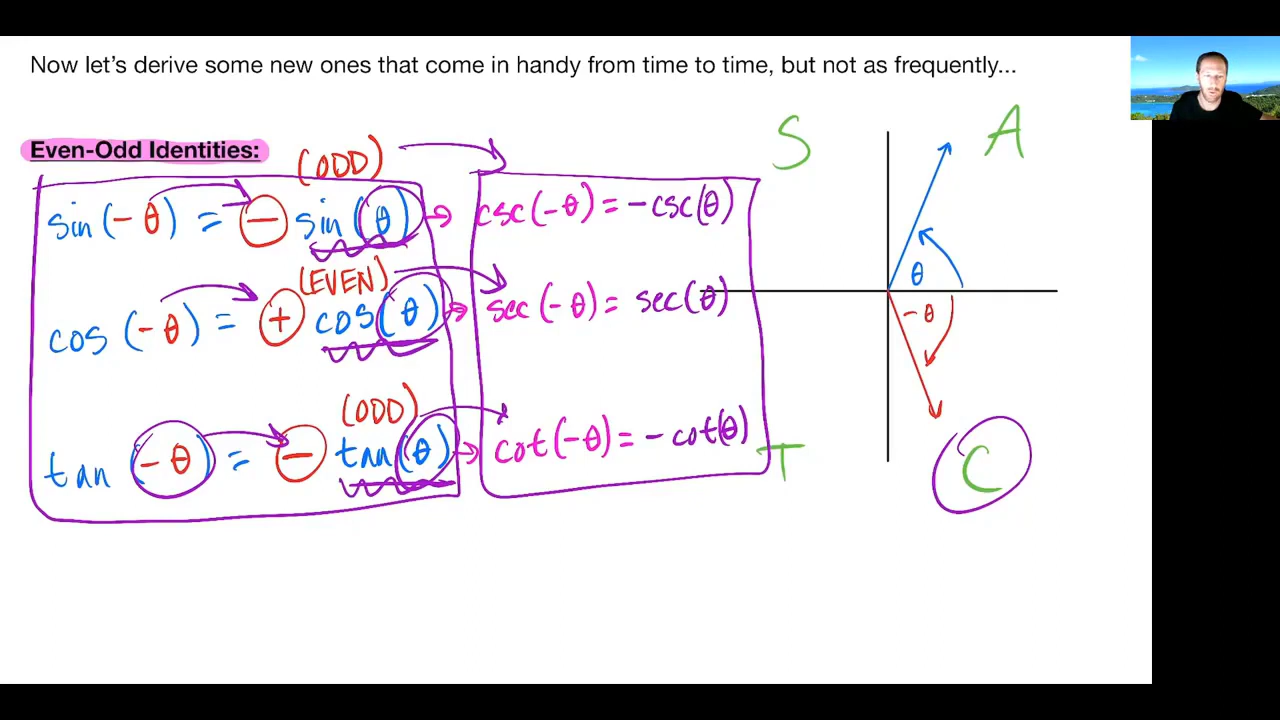 Now let's derive some new ones that come in handy from time to time, but not as frequently...
Even-Odd Identities:
(ODD)
sin(-θ) = - sin(θ) → csc(-θ) = -csc(θ)
(EVEN)
cos(-θ) = + cos(θ) → sec(-θ) = sec(θ)
(ODD)
tan(-θ) = - tan(θ) → cot(-θ) = -cot(θ)
S
A
θ
-θ
T
C